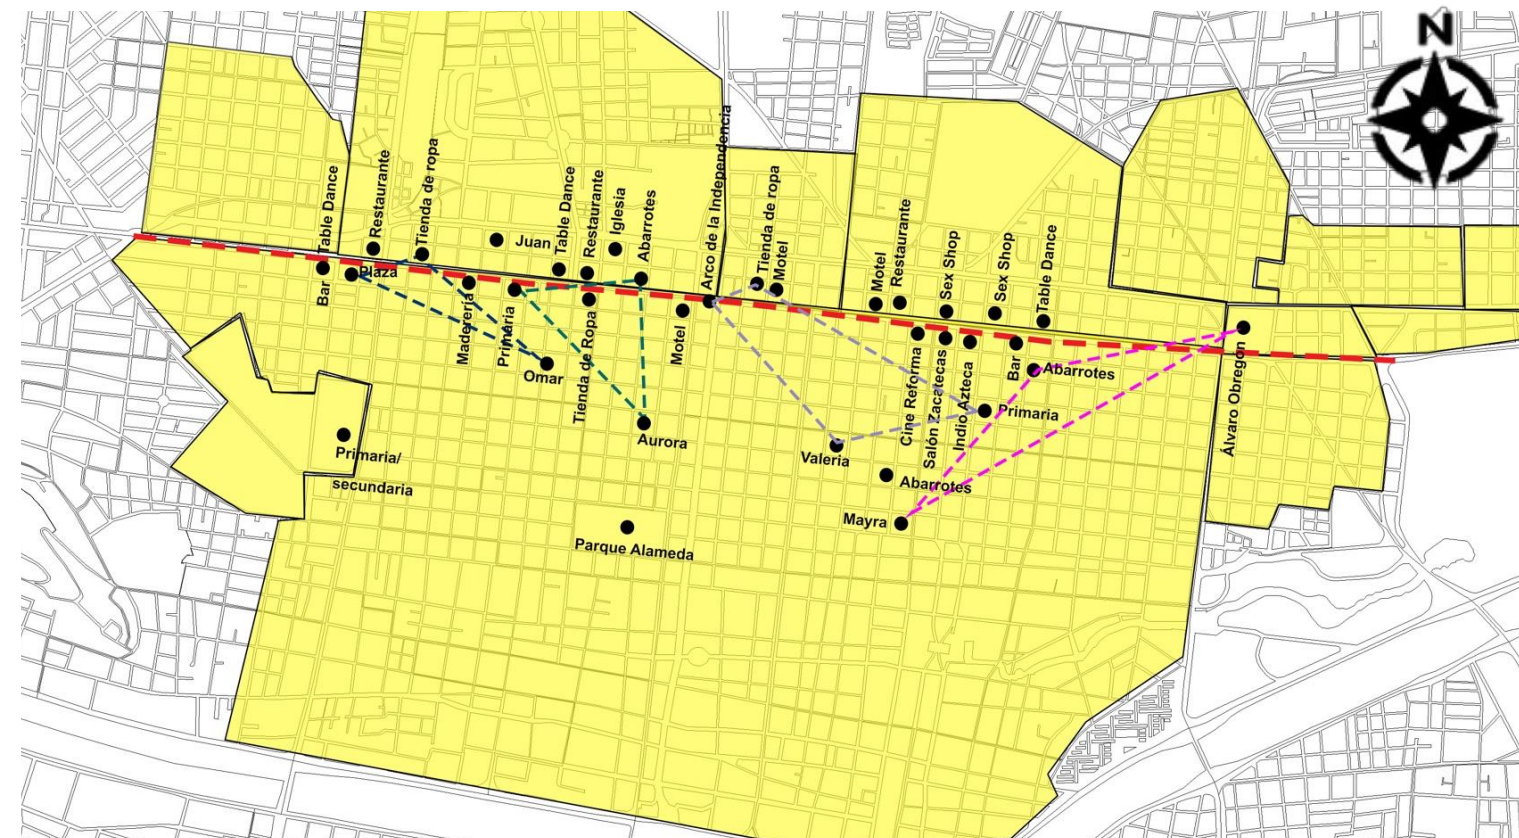 N
Table Dance
Restaurante
Tienda de ropa
Juan
Table Dance
Restaurante
Iglesia
Abarrotes
Arco de la Independencia
Tienda de ropa
Motel
Motel
Restaurante
Sex Shop
Sex Shop
Table Dance
Bar
Plaza
Maderería
Primaria
Omar
Tienda de Ropa
Motel
Aurora
Cine Reforma
Salón Zacatecas
Indio Azteca
Bar
Abarrotes
Álvaro Obregon
Primaria
Valeria
Abarrotes
Mayra
Primaria/
secundaria
Parque Alameda